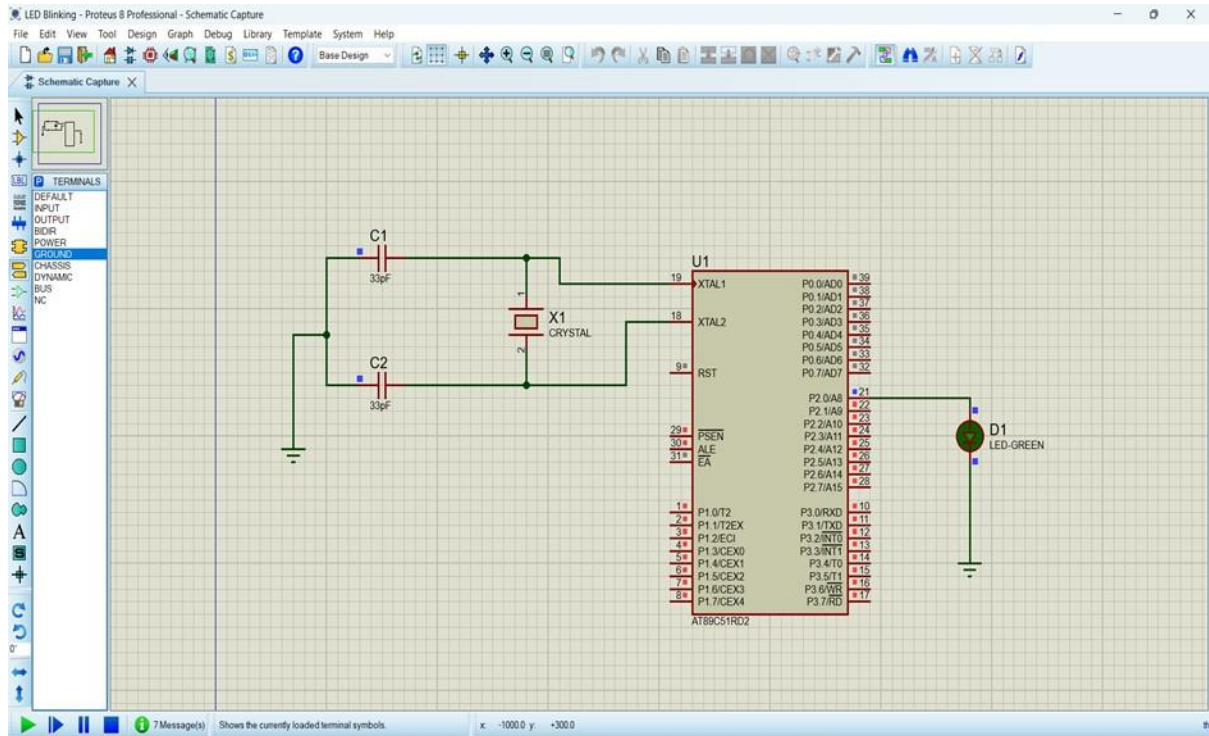 LED Blinking - Proteus 8 Professional - Schematic Capture
File Edit View Tool Design Graph Debug Library Template System Help
Base Design
Schematic Capture
TERMINALS
DEFAULT
INPUT
OUTPUT
BIDIR
POWER
GROUND
CHASSIS
DYNAMIC
BUS
NC
C1
33pF
C2
33pF
1
X1
CRYSTAL
2
U1
19 XTAL1
18 XTAL2
9 RST
29 PSEN
30 ALE
31 EA
1 P1.0/T2
2 P1.1/T2EX
3 P1.2/ECI
4 P1.3/CEX0
5 P1.4/CEX1
6 P1.5/CEX2
7 P1.6/CEX3
8 P1.7/CEX4
P0.0/AD0 39
P0.1/AD1 38
P0.2/AD2 37
P0.3/AD3 36
P0.4/AD4 35
P0.5/AD5 34
P0.6/AD6 33
P0.7/AD7 32
P2.0/A8 21
P2.1/A9 22
P2.2/A10 23
P2.3/A11 24
P2.4/A12 25
P2.5/A13 26
P2.6/A14 27
P2.7/A15 28
P3.0/RXD 10
P3.1/TXD 11
P3.2/INT0 12
P3.3/INT1 13
P3.4/T0 14
P3.5/T1 15
P3.6/WR 16
P3.7/RD 17
AT89C51RD2
D1
LED-GREEN
7 Message(s) Shows the currently loaded terminal symbols. x: -1000.0 y: +300.0